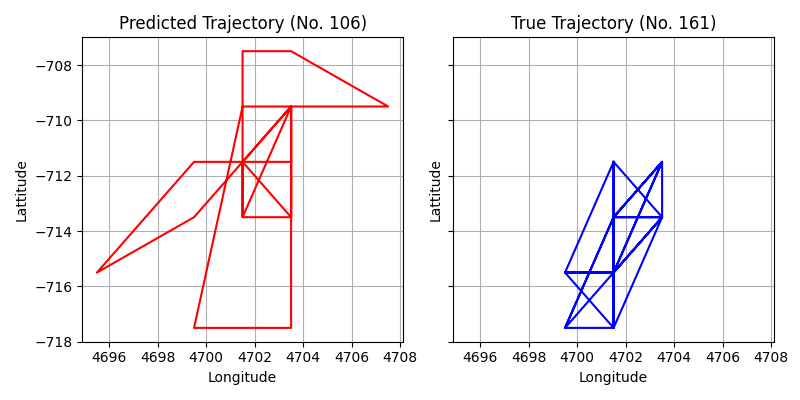 Predicted Trajectory (No. 106)
True Trajectory (No. 161)
Lattitude
−708
−710
−712
−714
−716
−718
4696 4698 4700 4702 4704 4706 4708
Longitude
Lattitude
4696 4698 4700 4702 4704 4706 4708
Longitude